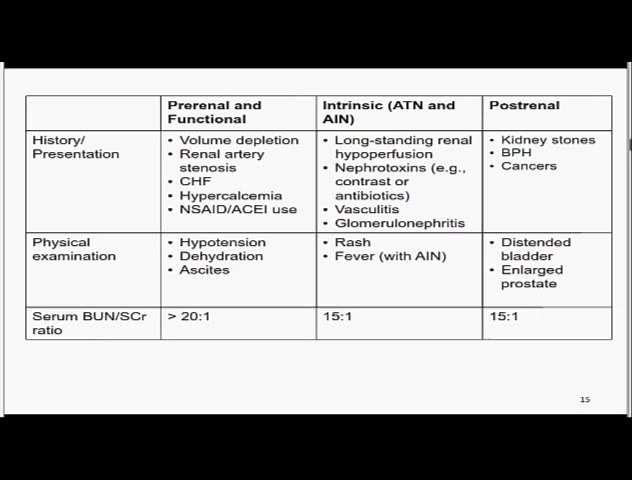 Prerenal and Functional
Intrinsic (ATN and AIN)
Postrenal
History/
Presentation
• Volume depletion
• Renal artery
stenosis
• CHF
• Hypercalcemia
• NSAID/ACEI use
• Long-standing renal
hypoperfusion
• Nephrotoxins (e.g.,
contrast or
antibiotics)
• Vasculitis
• Glomerulonephritis
• Kidney stones
• BPH
• Cancers
Physical
examination
• Hypotension
• Dehydration
• Ascites
• Rash
• Fever (with AIN)
• Distended
bladder
• Enlarged
prostate
Serum BUN/SCr
ratio
> 20:1
15:1
15:1
15